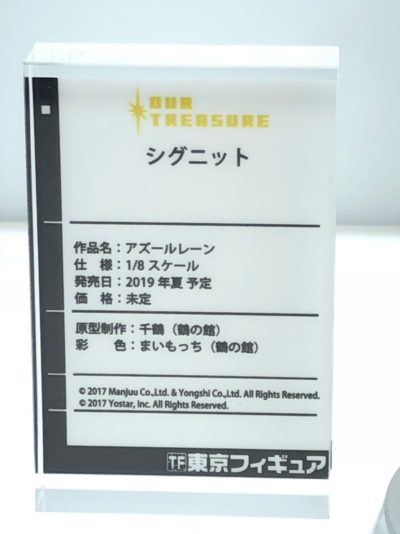 OUR
TREASURE
シグニット
作品名：アズールレーン
仕　様：1/8 スケール
発売日：2019 年夏 予定
価　格：未定
原型制作：千鶴（鶴の館）
彩　　色：まいもっち（鶴の館）
© 2017 Manjuu Co.,Ltd. & Yongshi Co.,Ltd. All Rights Reserved.
© 2017 Yostar, Inc. All Rights Reserved.
TF 東京フィギュア